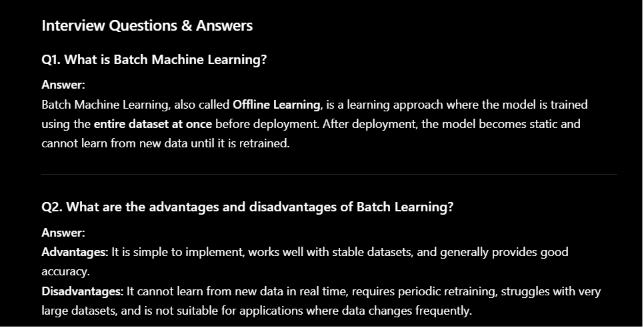 Interview Questions & Answers
Q1. What is Batch Machine Learning?
Answer:
Batch Machine Learning, also called Offline Learning, is a learning approach where the model is trained
using the entire dataset at once before deployment. After deployment, the model becomes static and
cannot learn from new data until it is retrained.
Q2. What are the advantages and disadvantages of Batch Learning?
Answer:
Advantages: It is simple to implement, works well with stable datasets, and generally provides good
accuracy.
Disadvantages: It cannot learn from new data in real time, requires periodic retraining, struggles with very
large datasets, and is not suitable for applications where data changes frequently.